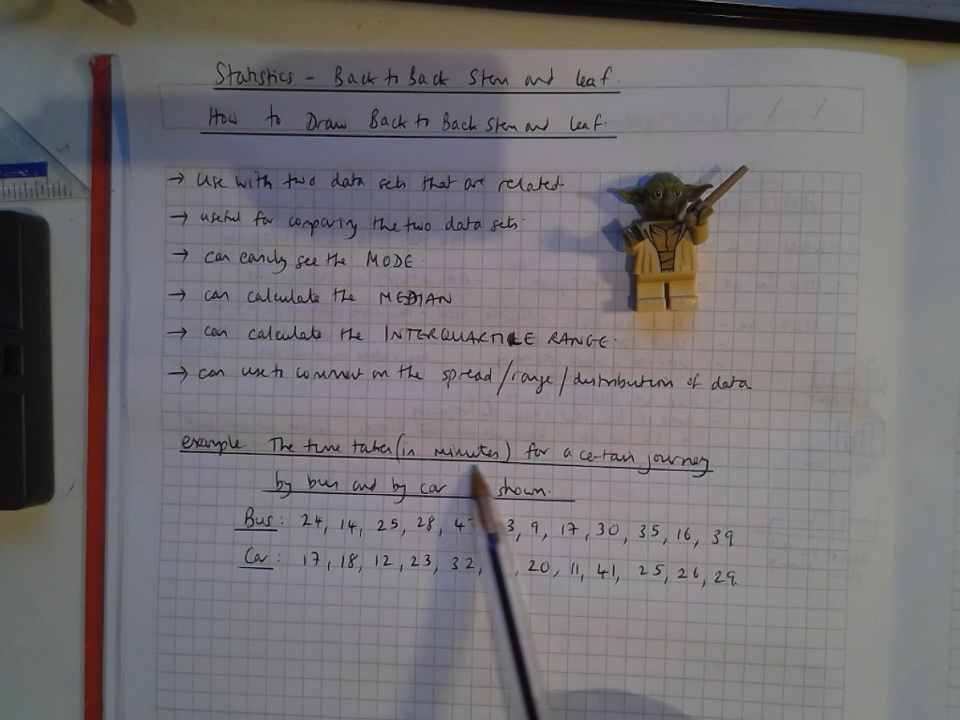 Statistics - Back to Back Stem and leaf.
How to Draw Back to Back Stem and leaf.
→ Use with two data sets that are related.
→ useful for comparing the two data sets.
→ can easily see the MODE.
→ can calculate the MEDIAN
→ can calculate the INTERQUARTILE RANGE.
→ can use to comment on the spread/range/distribution of data
example The time taken (in minutes) for a certain journey
by bus and by car shown.
Bus: 24, 14, 25, 28, 4 3, 9, 17, 30, 35, 16, 39
Car: 17, 18, 12, 23, 32, , 20, 11, 41, 25, 26, 29.